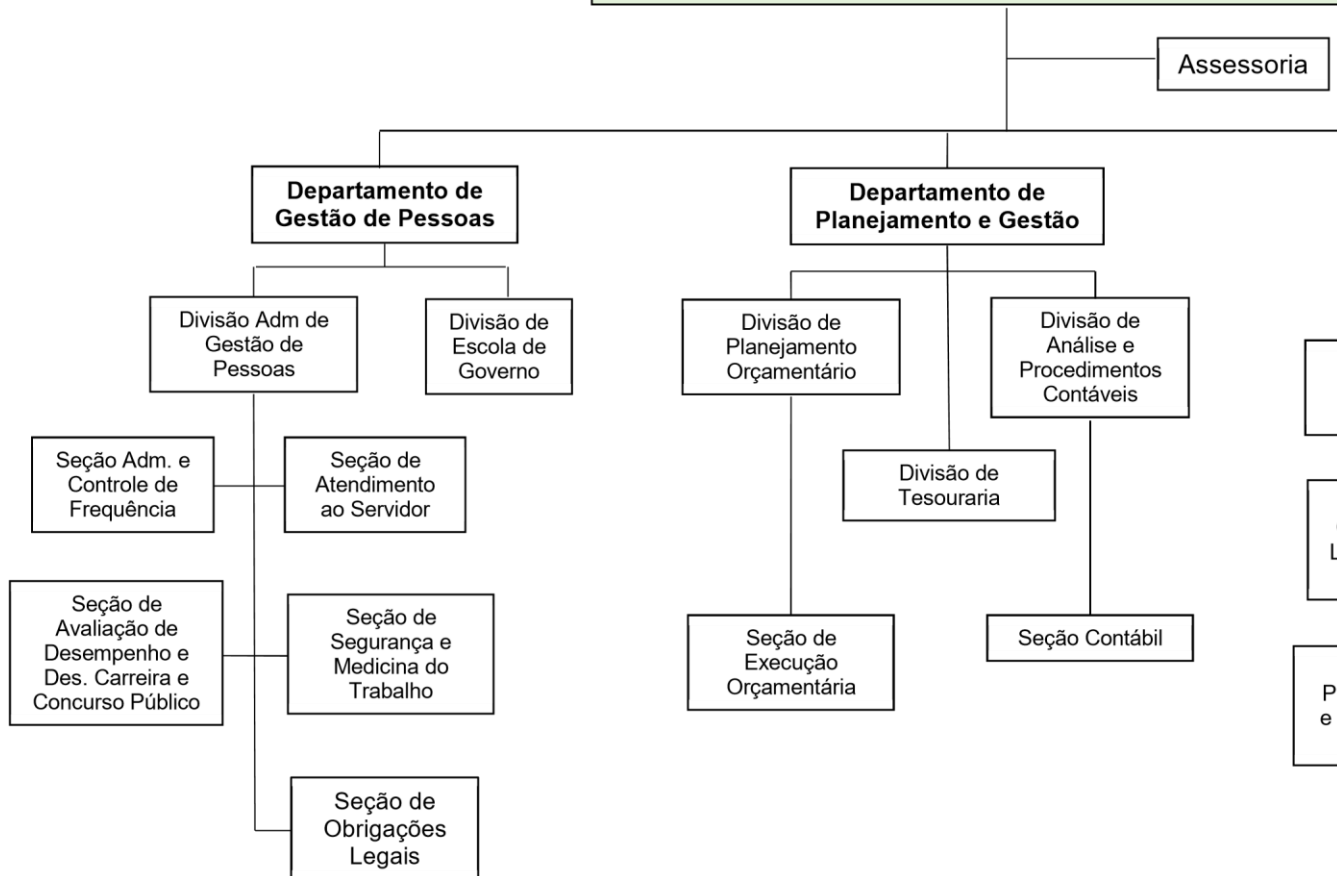 Assessoria
Departamento de
Gestão de Pessoas
Departamento de
Planejamento e Gestão
Divisão Adm de
Gestão de
Pessoas
Divisão de
Escola de
Governo
Divisão de
Planejamento
Orçamentário
Divisão de
Análise e
Procedimentos
Contáveis
Seção Adm. e
Controle de
Frequência
Seção de
Atendimento
ao Servidor
Divisão de
Tesouraria
Seção de
Avaliação de
Desempenho e
Des. Carreira e
Concurso Público
Seção de
Segurança e
Medicina do
Trabalho
Seção de
Execução
Orçamentária
Seção Contábil
e
Seção de
Obrigações
Legais